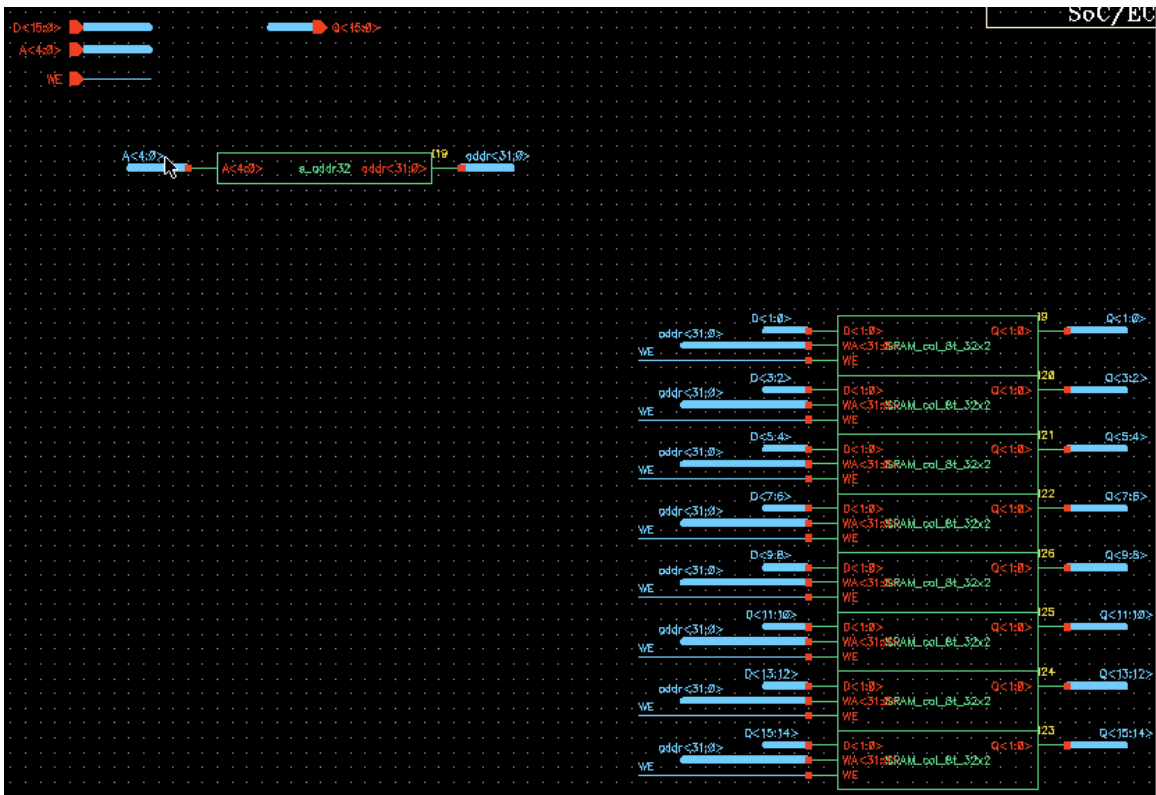 SoC/EC
D<15:0>
Q<15:0>
A<4:0>
WE
A<4:0>
A<4:0> a_addr32 addr<31:0>
I19
addr<31:0>
D<1:0>
addr<31:0>
WE
D<1:0> Q<1:0>
WA<31:0> SRAM_col_8t_32x2
WE
I9
Q<1:0>
D<3:2>
addr<31:0>
WE
D<1:0> Q<1:0>
WA<31:0> SRAM_col_8t_32x2
WE
I20
Q<3:2>
D<5:4>
addr<31:0>
WE
D<1:0> Q<1:0>
WA<31:0> SRAM_col_8t_32x2
WE
I21
Q<5:4>
D<7:6>
addr<31:0>
WE
D<1:0> Q<1:0>
WA<31:0> SRAM_col_8t_32x2
WE
I22
Q<7:6>
D<9:8>
addr<31:0>
WE
D<1:0> Q<1:0>
WA<31:0> SRAM_col_8t_32x2
WE
I26
Q<9:8>
D<11:10>
addr<31:0>
WE
D<1:0> Q<1:0>
WA<31:0> SRAM_col_8t_32x2
WE
I25
Q<11:10>
D<13:12>
addr<31:0>
WE
D<1:0> Q<1:0>
WA<31:0> SRAM_col_8t_32x2
WE
I24
Q<13:12>
D<15:14>
addr<31:0>
WE
D<1:0> Q<1:0>
WA<31:0> SRAM_col_8t_32x2
WE
I23
Q<15:14>